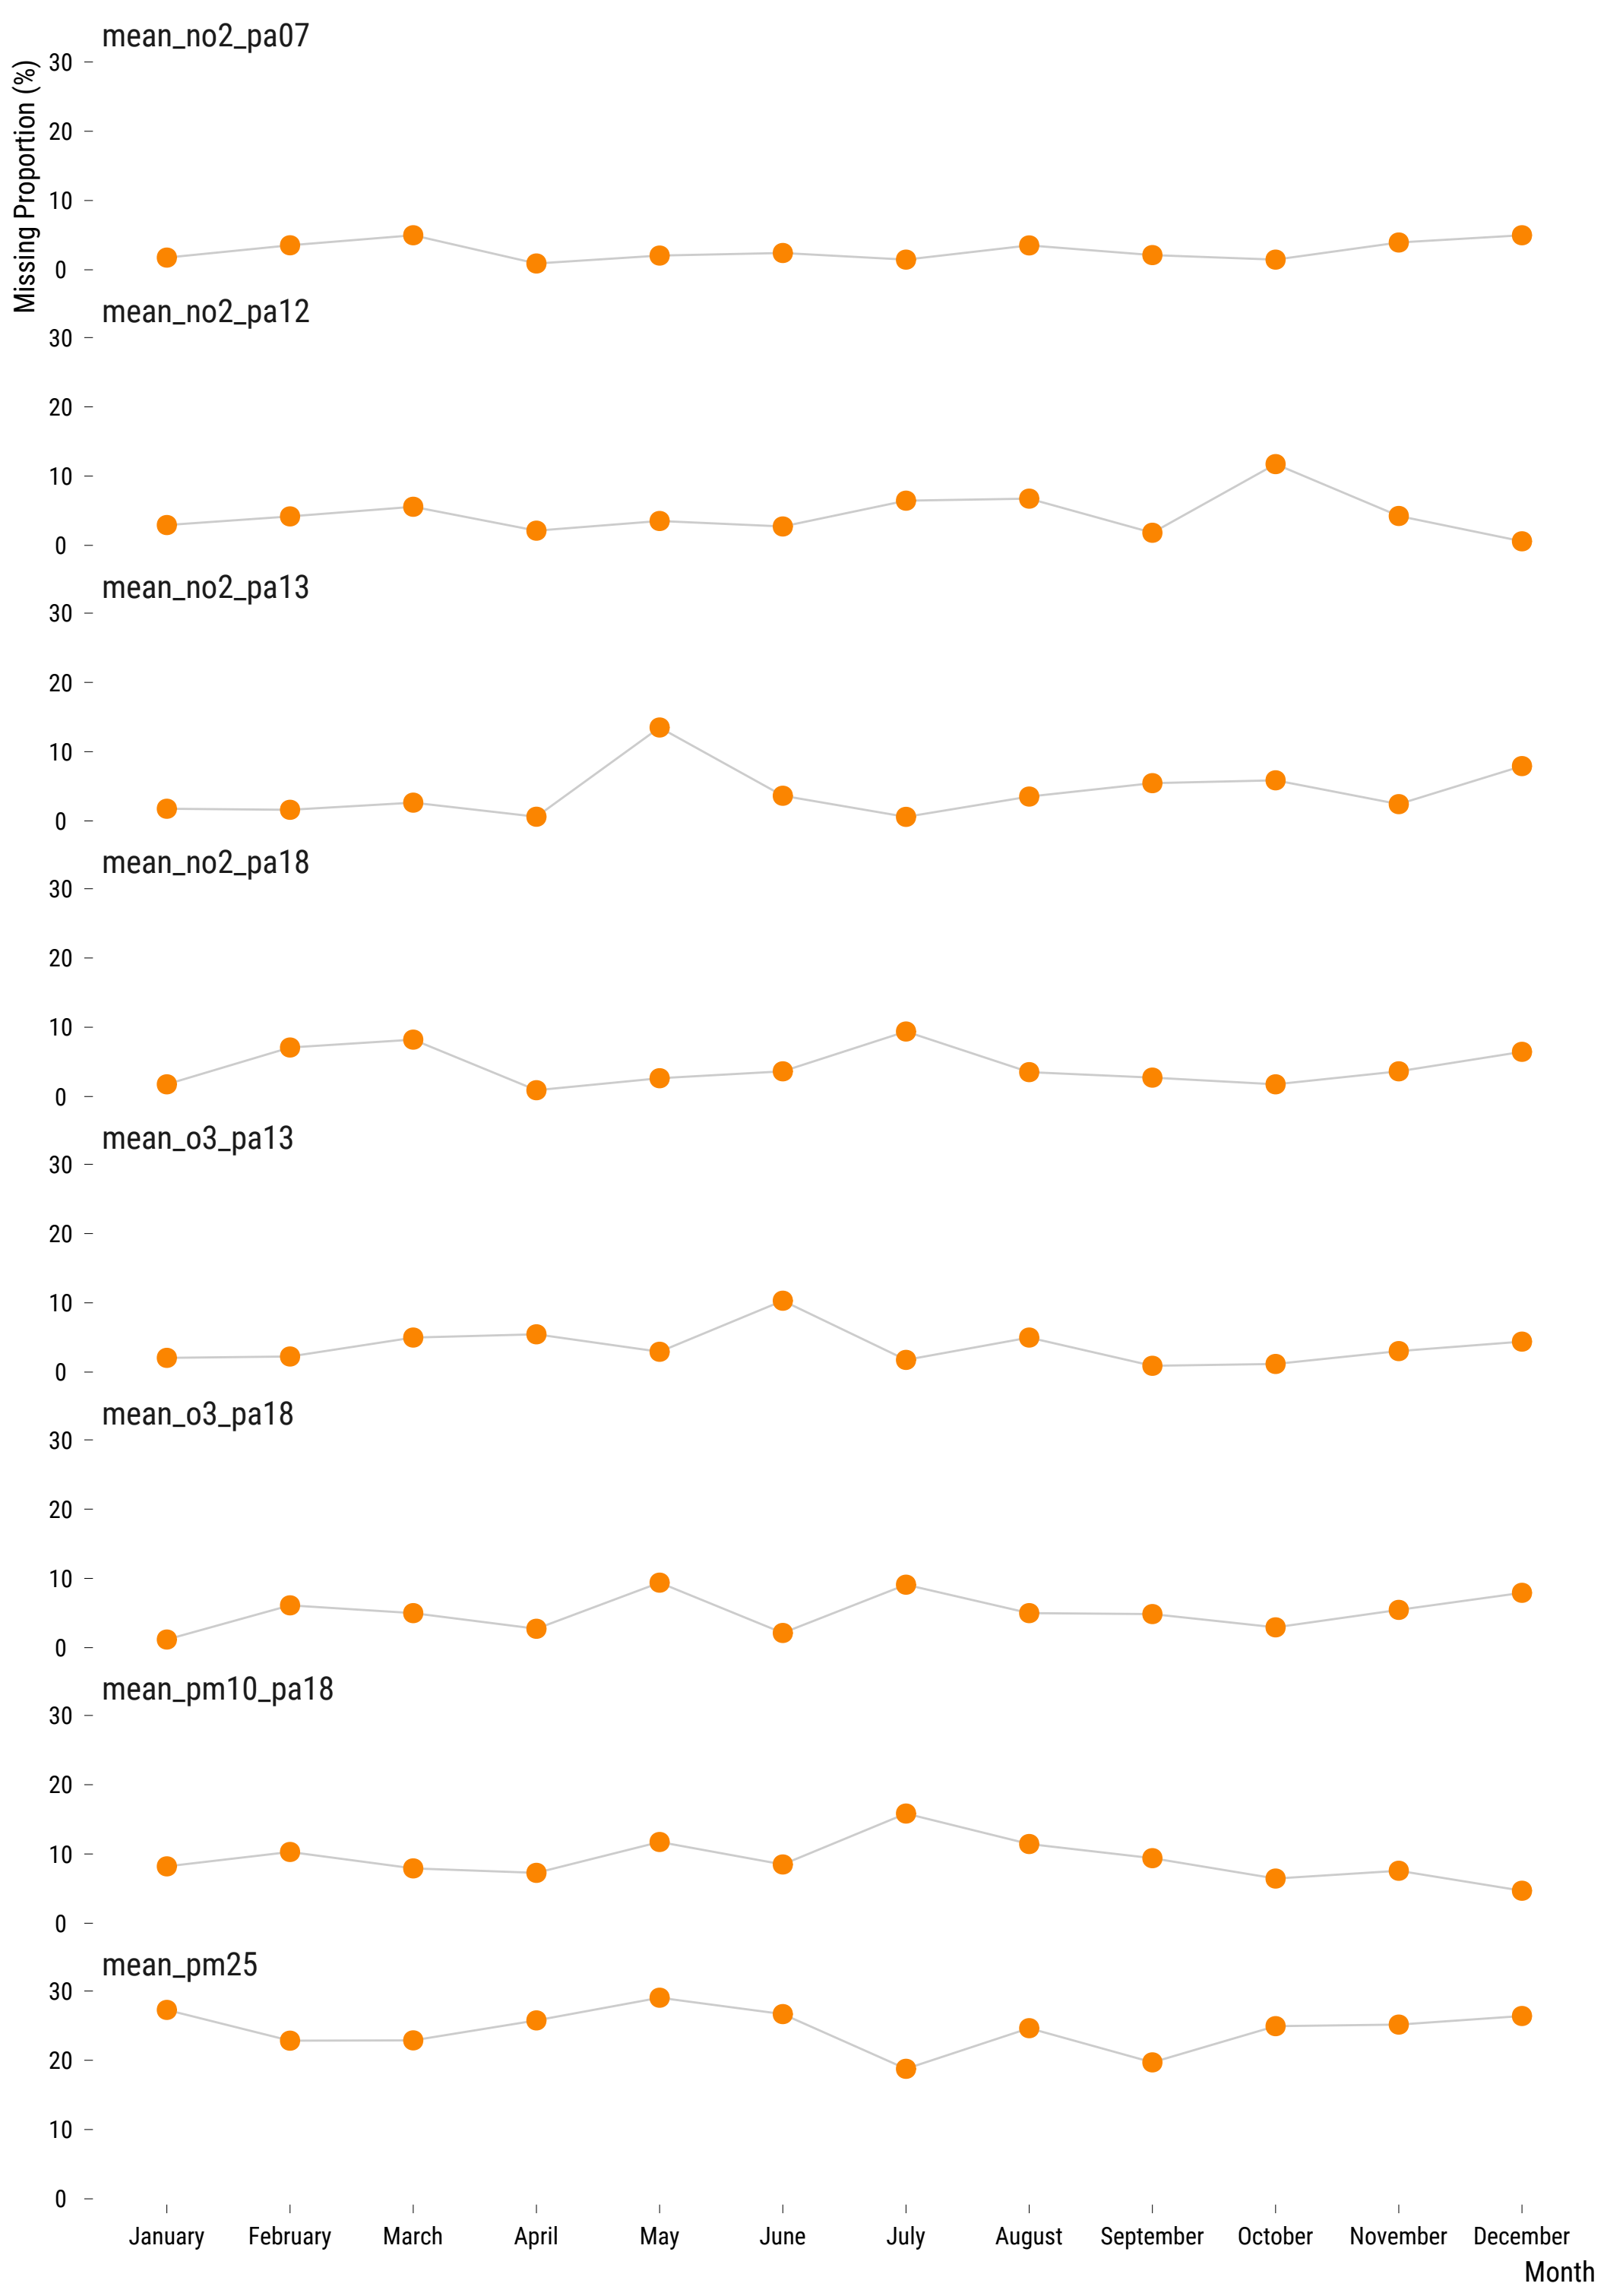 mean_no2_pa07
Missing Proportion (%)
30
20
10
0
mean_no2_pa12
30
20
10
0
mean_no2_pa13
30
20
10
0
mean_no2_pa18
30
20
10
0
mean_o3_pa13
30
20
10
0
mean_o3_pa18
30
20
10
0
mean_pm10_pa18
30
20
10
0
mean_pm25
30
20
10
0
January February March April May June July August September October November December
Month